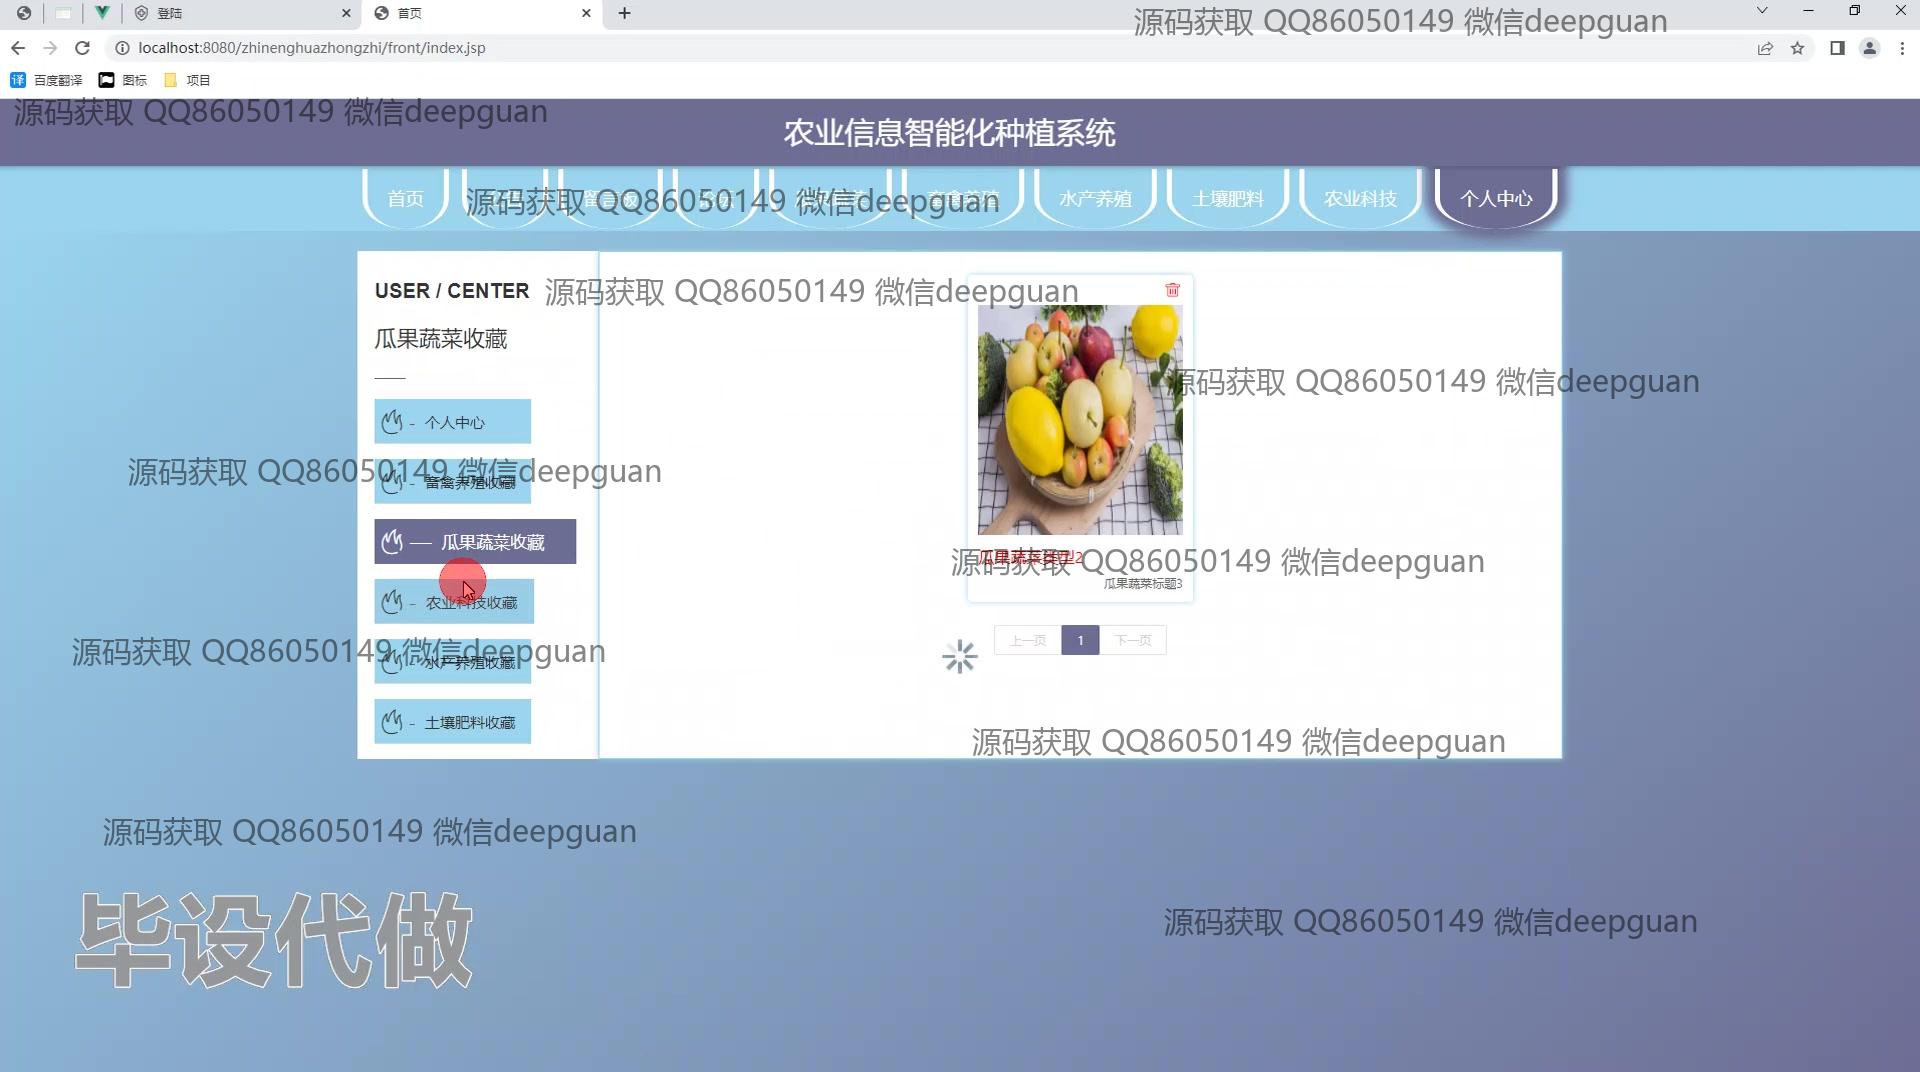 登陆
首页
源码获取 QQ86050149 微信deepguan
localhost:8080/zhinenghuazhongzhi/front/index.jsp
百度翻译
图标
项目
源码获取 QQ86050149 微信deepguan
农业信息智能化种植系统
首页
留言板
畜禽养殖
水产养殖
土壤肥料
农业科技
个人中心
源码获取 QQ86050149 微信deepguan
USER / CENTER
源码获取 QQ86050149 微信deepguan
瓜果蔬菜收藏
源码获取 QQ86050149 微信deepguan
- 个人中心
源码获取 QQ86050149 微信deepguan
- 畜禽养殖收藏
瓜果蔬菜收藏
源码获取 QQ86050149 微信deepguan
瓜果蔬菜类型2
瓜果蔬菜标题3
- 农业科技收藏
上一页
1
下一页
源码获取 QQ86050149 微信deepguan
- 水产养殖收藏
- 土壤肥料收藏
源码获取 QQ86050149 微信deepguan
源码获取 QQ86050149 微信deepguan
毕设代做
源码获取 QQ86050149 微信deepguan